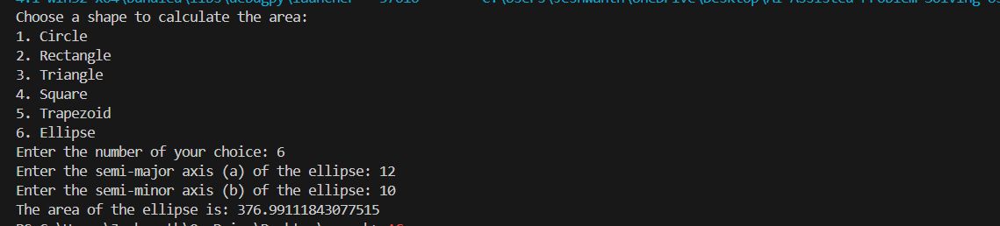 Choose a shape to calculate the area:
1. Circle
2. Rectangle
3. Triangle
4. Square
5. Trapezoid
6. Ellipse
Enter the number of your choice: 6
Enter the semi-major axis (a) of the ellipse: 12
Enter the semi-minor axis (b) of the ellipse: 10
The area of the ellipse is: 376.99111843077515